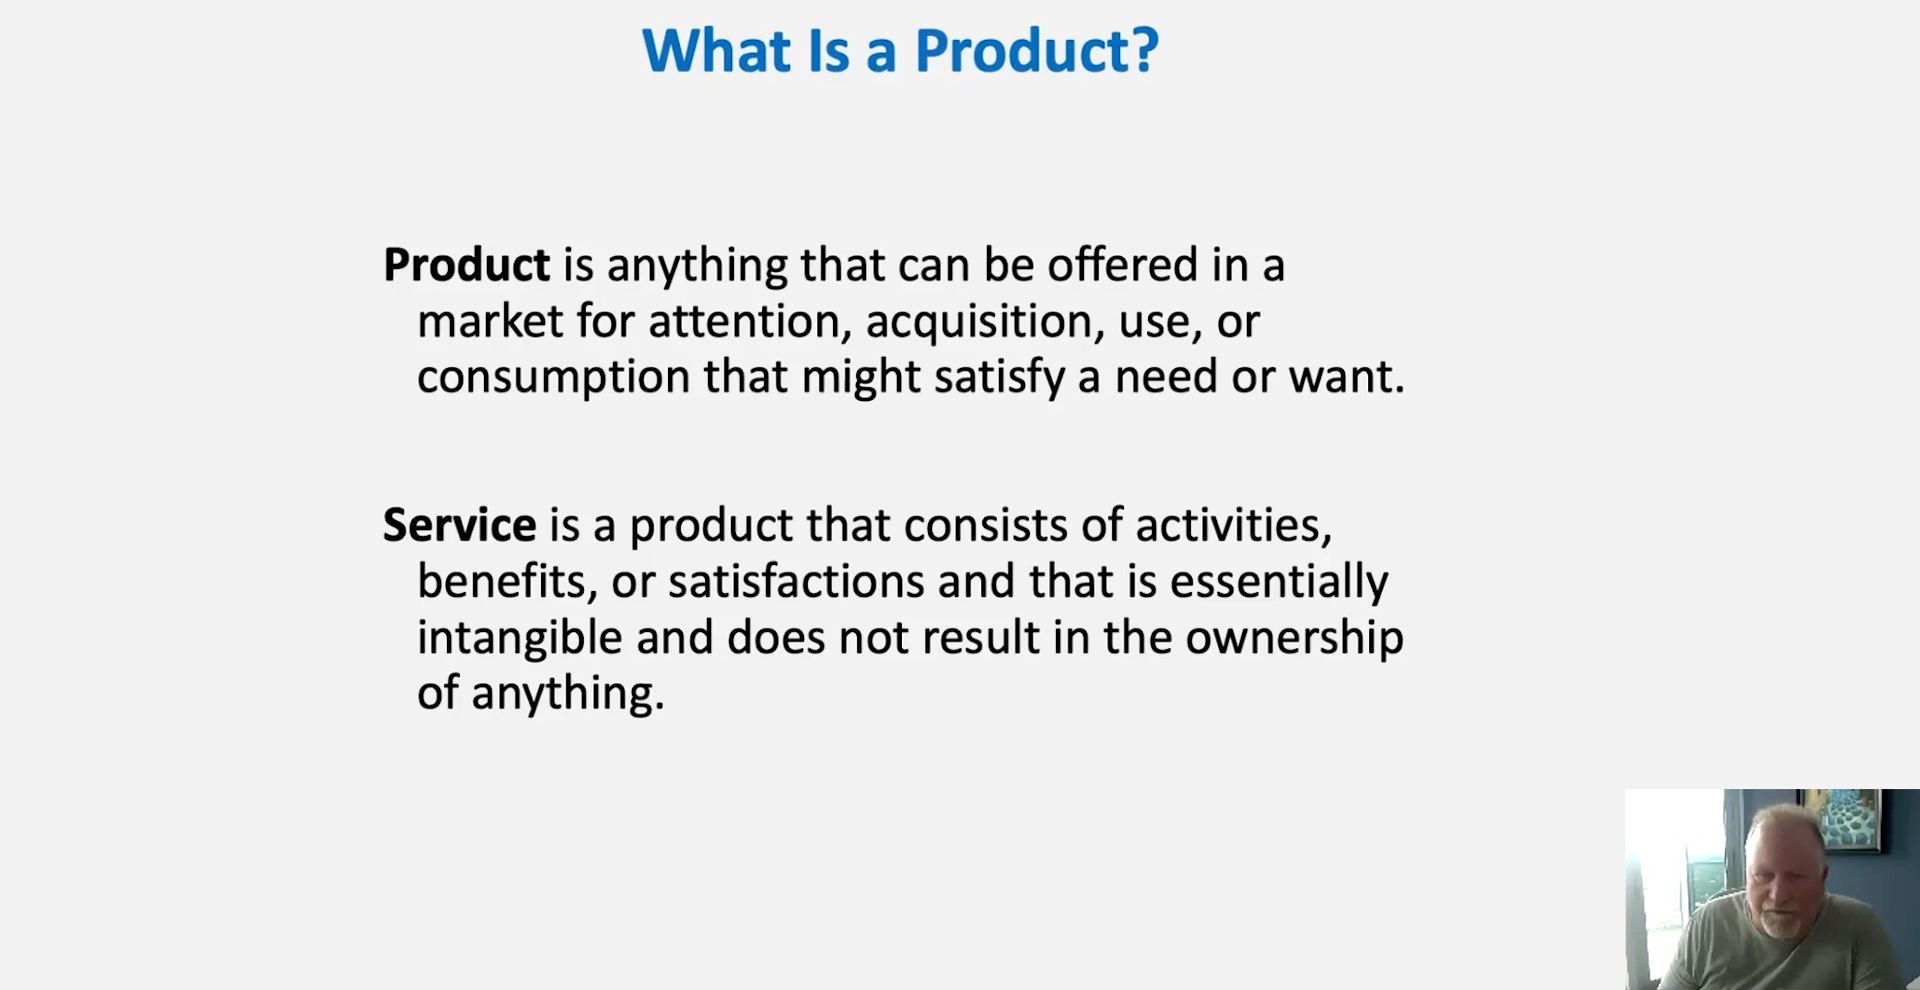 What Is a Product?
Product is anything that can be offered in a
market for attention, acquisition, use, or
consumption that might satisfy a need or want.
Service is a product that consists of activities,
benefits, or satisfactions and that is essentially
intangible and does not result in the ownership
of anything.